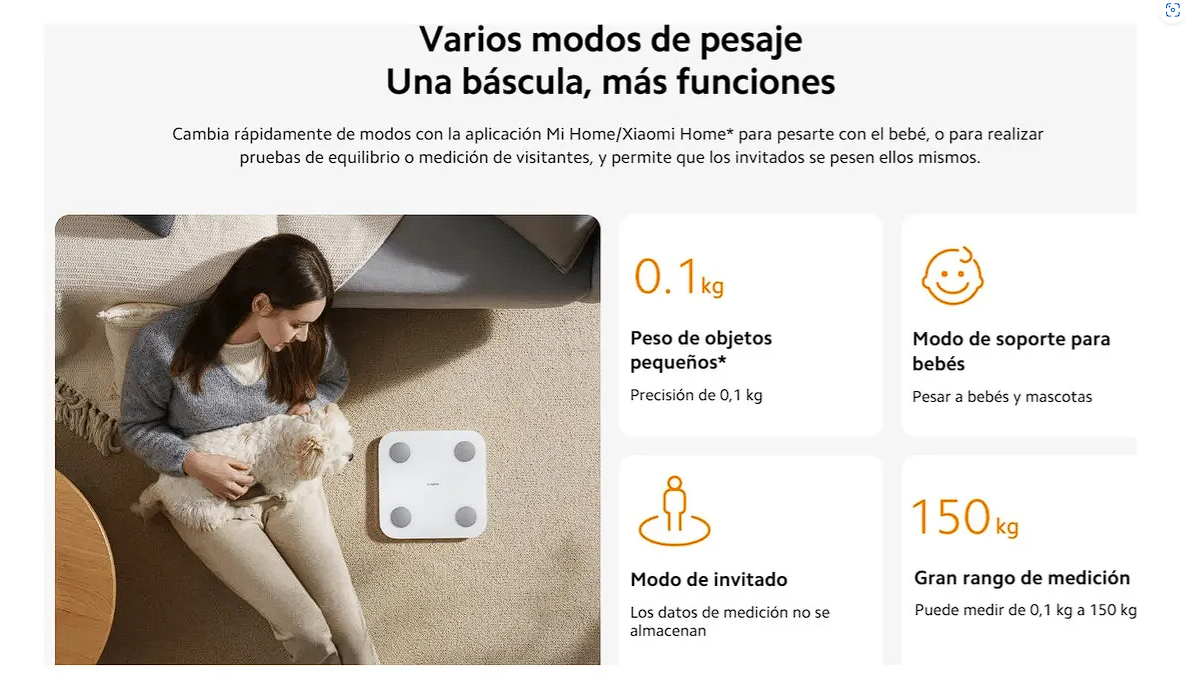 Varios modos de pesaje
Una báscula, más funciones
Cambia rápidamente de modos con la aplicación Mi Home/Xiaomi Home* para pesarte con el bebé, o para realizar
pruebas de equilibrio o medición de visitantes, y permite que los invitados se pesen ellos mismos.
0.1kg
Peso de objetos
pequeños*
Precisión de 0,1 kg
Modo de soporte para
bebés
Pesar a bebés y mascotas
Modo de invitado
Los datos de medición no se
almacenan
150 kg
Gran rango de medición
Puede medir de 0,1 kg a 150 kg